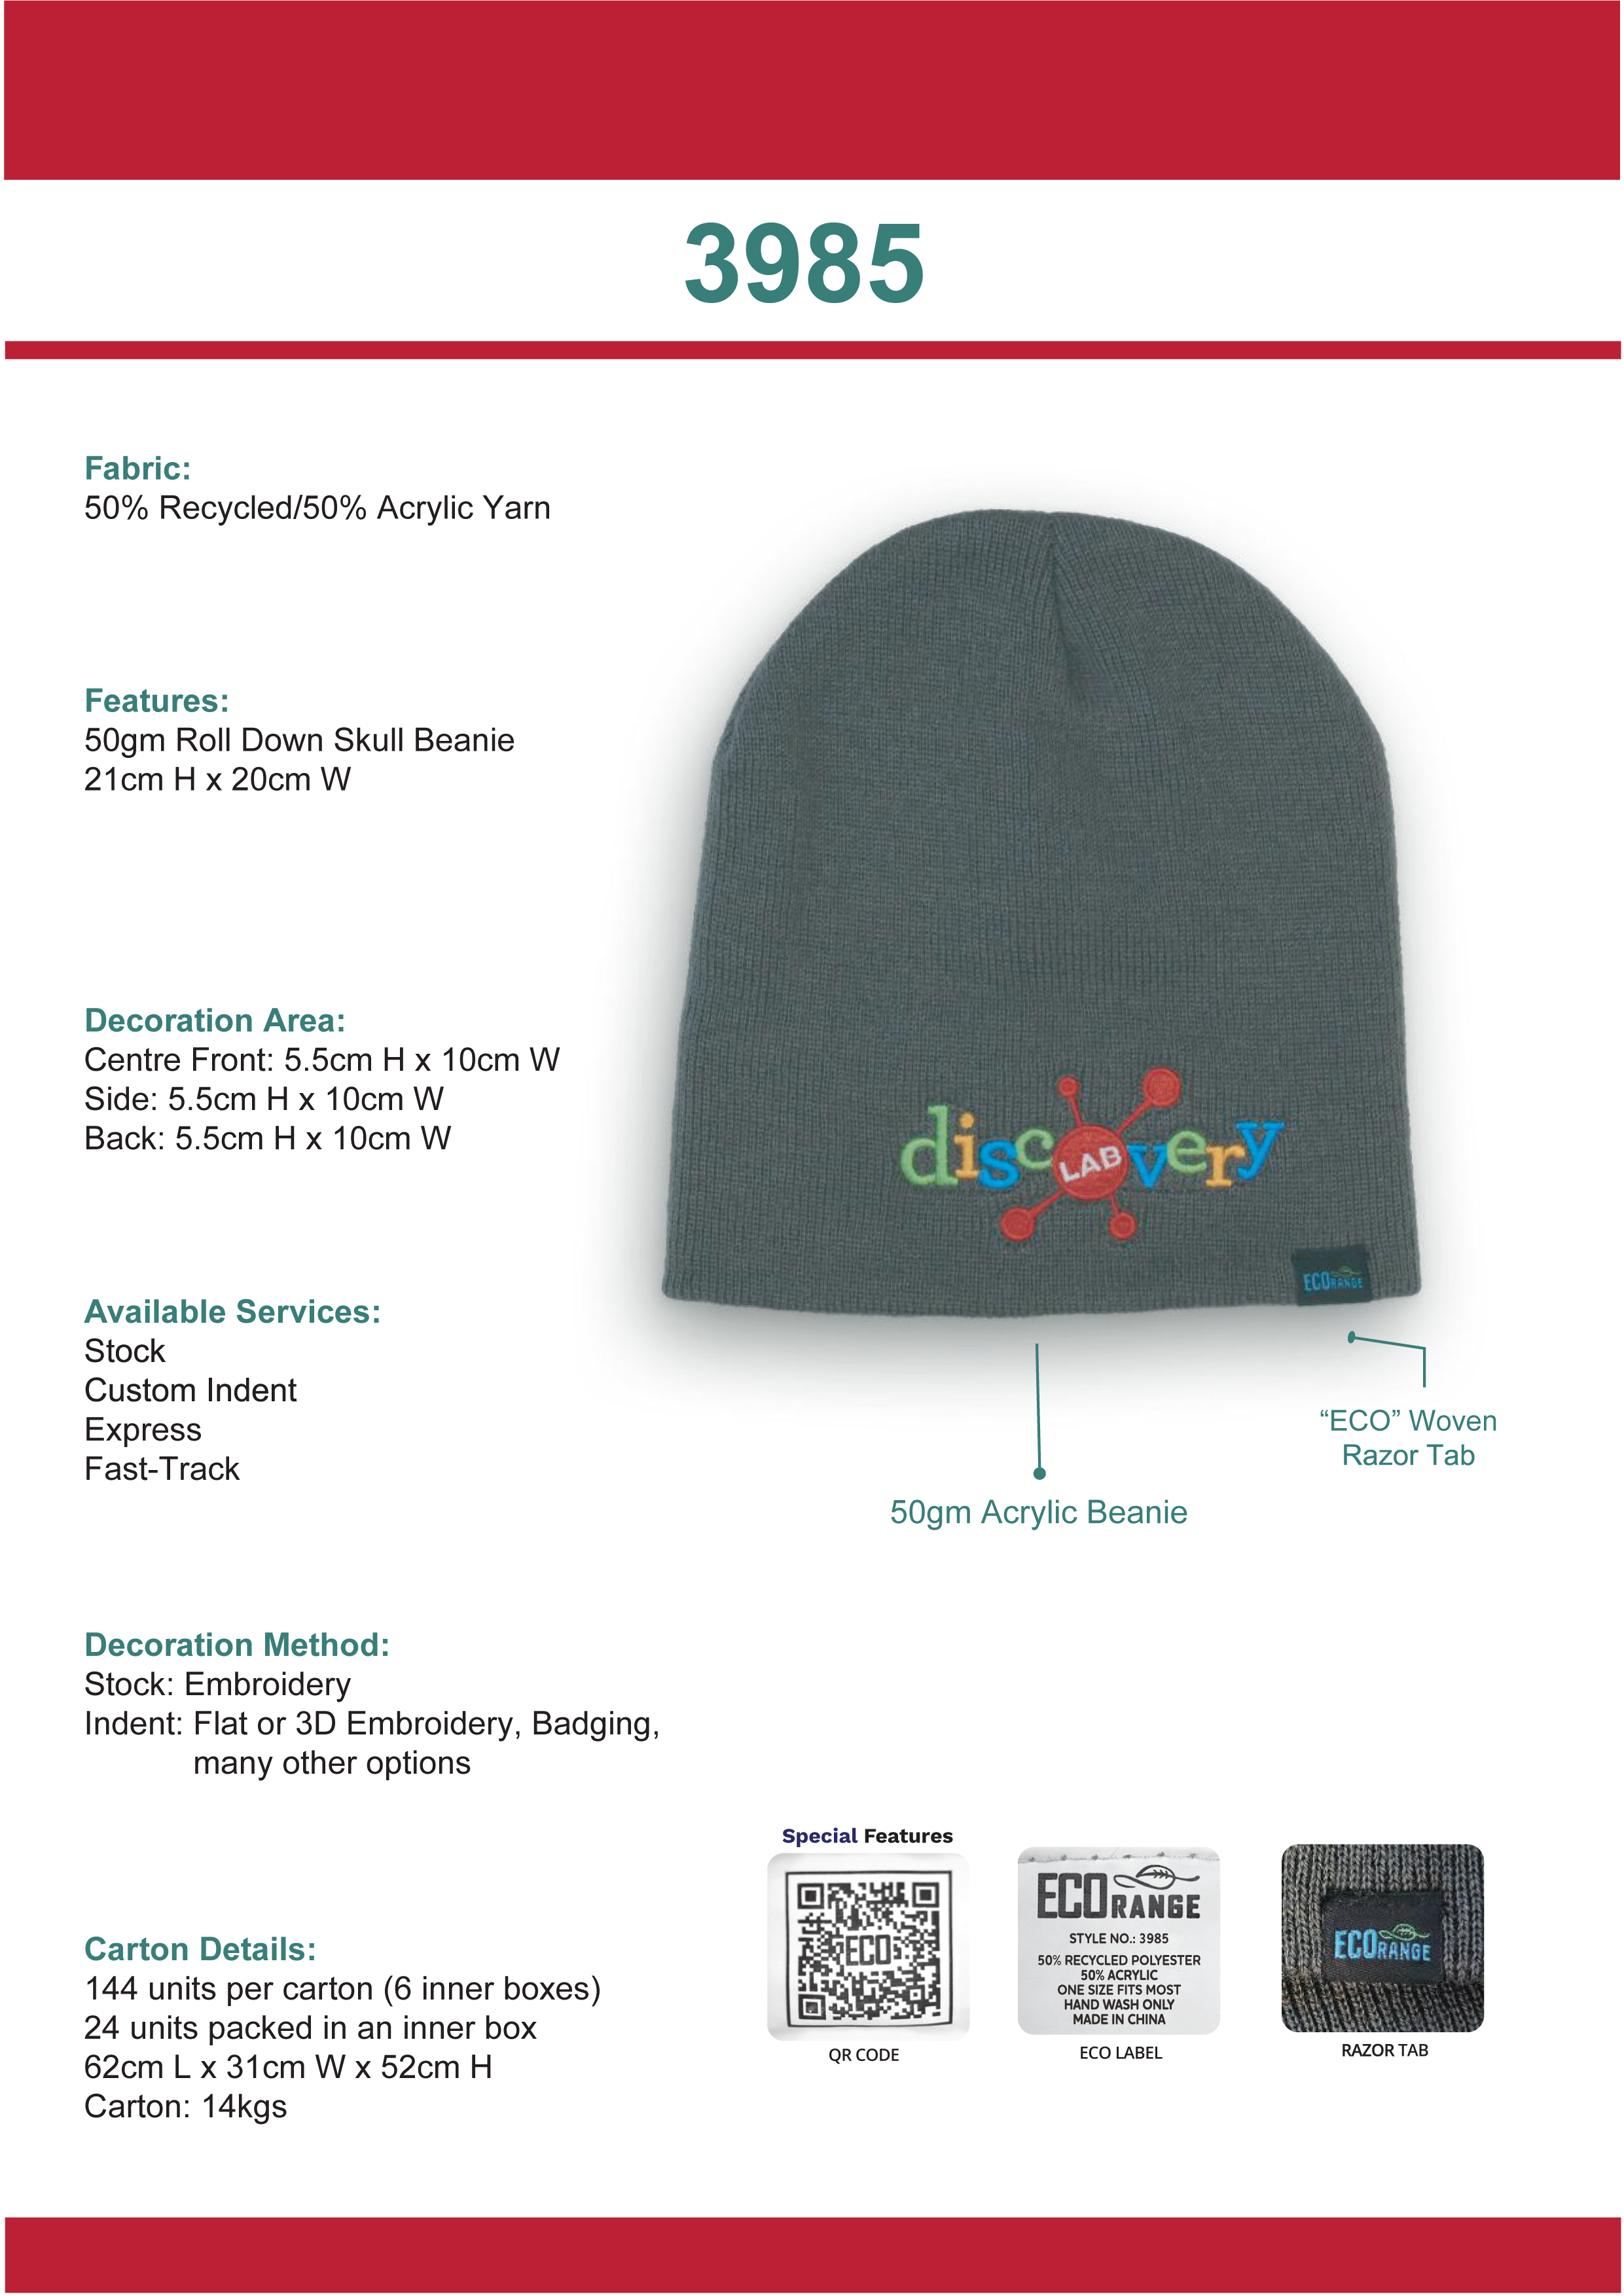 3985
Fabric:
50% Recycled/50% Acrylic Yarn
Features:
50gm Roll Down Skull Beanie
21cm H x 20cm W
Decoration Area:
Centre Front: 5.5cm H x 10cm W
Side: 5.5cm H x 10cm W
Back: 5.5cm H x 10cm W
Available Services:
Stock
Custom Indent
Express
Fast-Track
discovery
LAB
ECORANGE
“ECO” Woven
Razor Tab
50gm Acrylic Beanie
Decoration Method:
Stock: Embroidery
Indent: Flat or 3D Embroidery, Badging,
many other options
Carton Details:
144 units per carton (6 inner boxes)
24 units packed in an inner box
62cm L x 31cm W x 52cm H
Carton: 14kgs
Special Features
ECO
QR CODE
ECORANGE
STYLE NO.: 3985
50% RECYCLED POLYESTER
50% ACRYLIC
ONE SIZE FITS MOST
HAND WASH ONLY
MADE IN CHINA
ECO LABEL
ECORANGE
RAZOR TAB